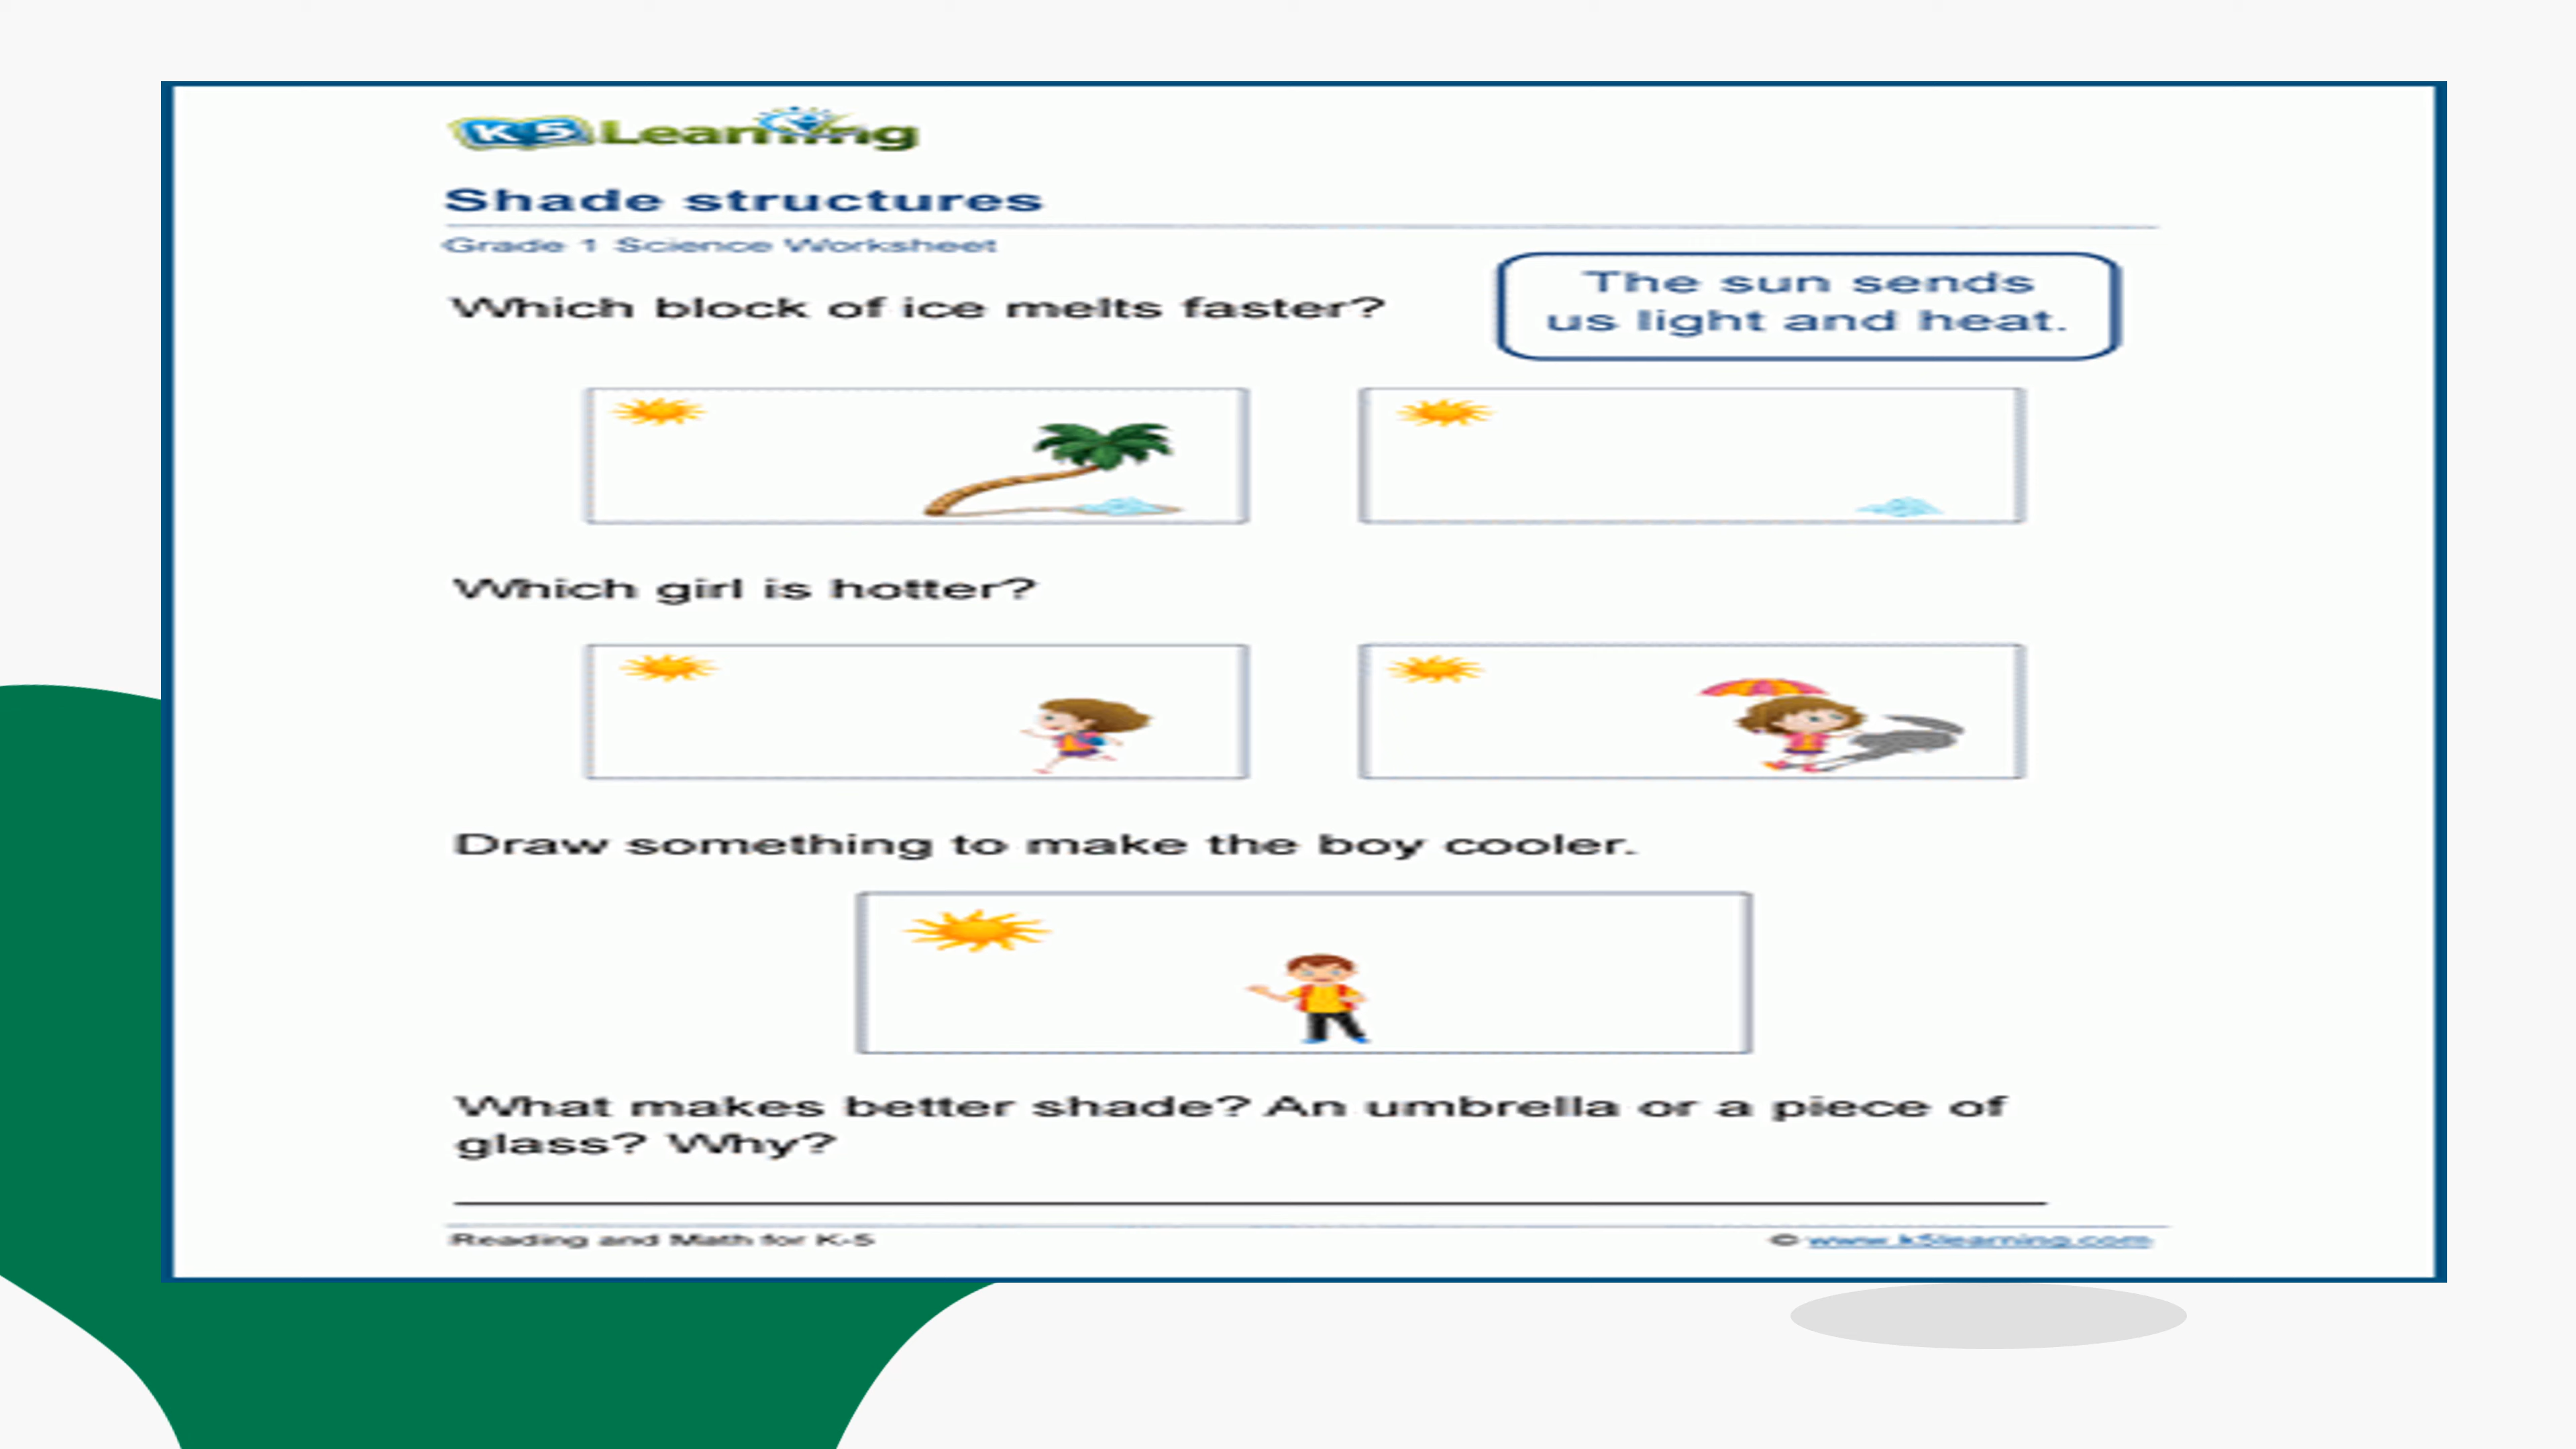 K5 Learning
Shade structures
Grade 1 Science Worksheet
The sun sends
us light and heat.
Which block of ice melts faster?
Which girl is hotter?
Draw something to make the boy cooler.
What makes better shade? An umbrella or a piece of
glass? Why?
Reading and Math for K-5
© www.k5learning.com